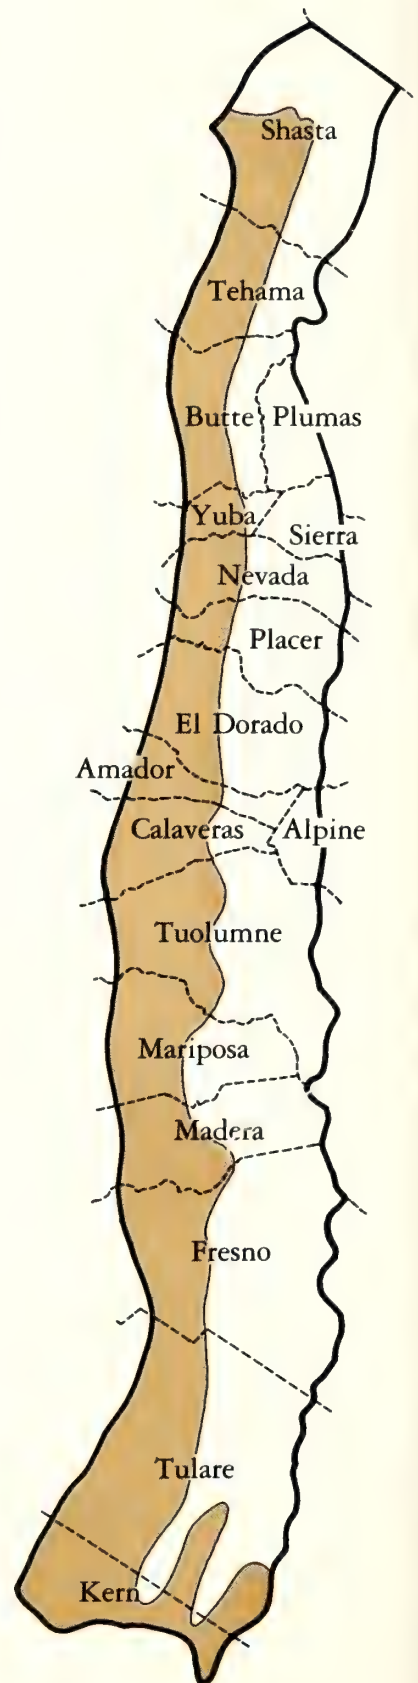 Shasta
Tehama
Butte Plumas
Yuba
Sierra
Nevada
Placer
El Dorado
Amador
Calaveras Alpine
Tuolumne
Mariposa
Madera
Fresno
Tulare
Kern